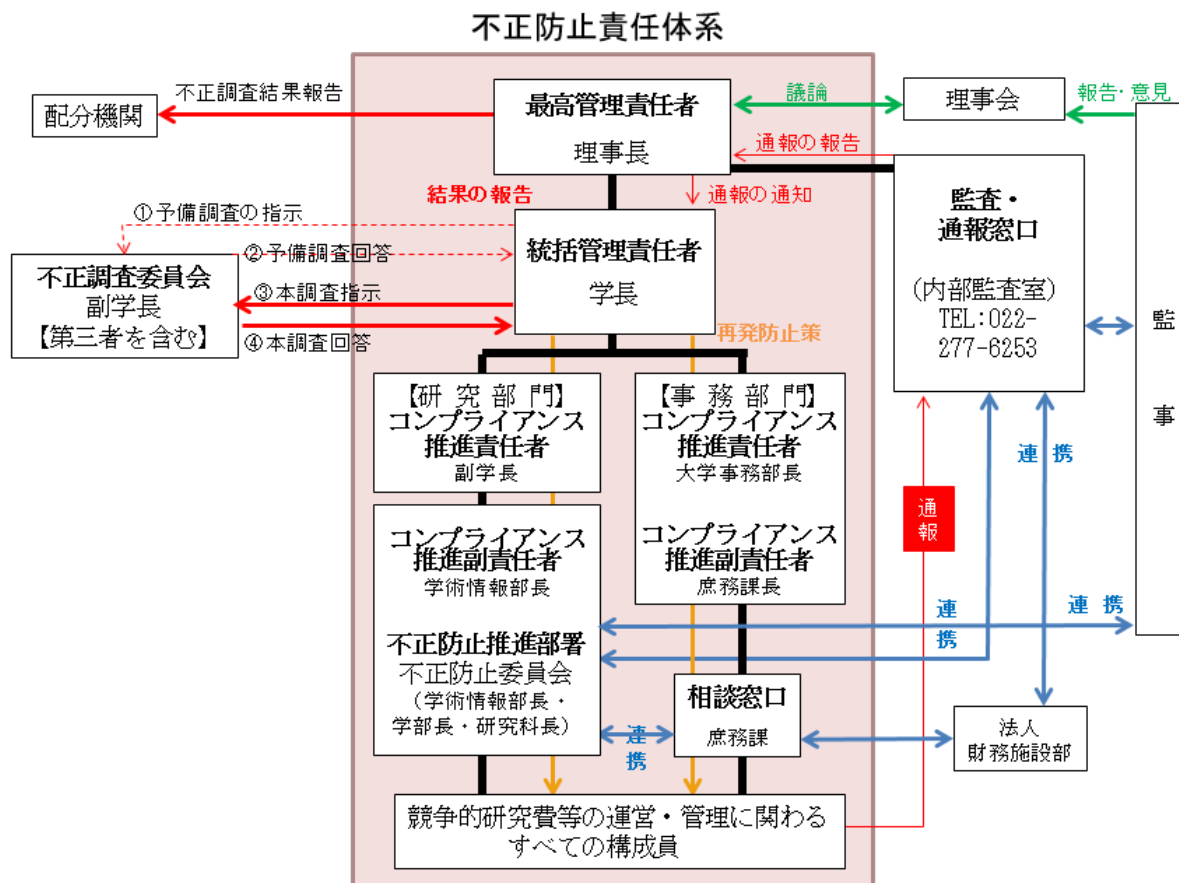 不正防止責任体系
不正調査結果報告
配分機関
最高管理責任者
理事長
議論
理事会
報告・意見
通報の報告
結果の報告
通報の通知
①予備調査の指示
②予備調査回答
不正調査委員会
副学長
【第三者を含む】
③本調査指示
④本調査回答
統括管理責任者
学長
再発防止策
監査・
通報窓口
(内部監査室)
TEL:022-
277-6253
監
事
【研 究 部 門】
コンプライアンス
推進責任者
副学長
【事 務 部 門】
コンプライアンス
推進責任者
大学事務部長
コンプライアンス
推進副責任者
庶務課長
コンプライアンス
推進副責任者
学術情報部長
不正防止推進部署
不正防止委員会
(学術情報部長・
学部長・研究科長)
連 携
通
報
連
携
連 携
連
携
相談窓口
庶務課
法人
財務施設部
競争的研究費等の運営・管理に関わる
すべての構成員